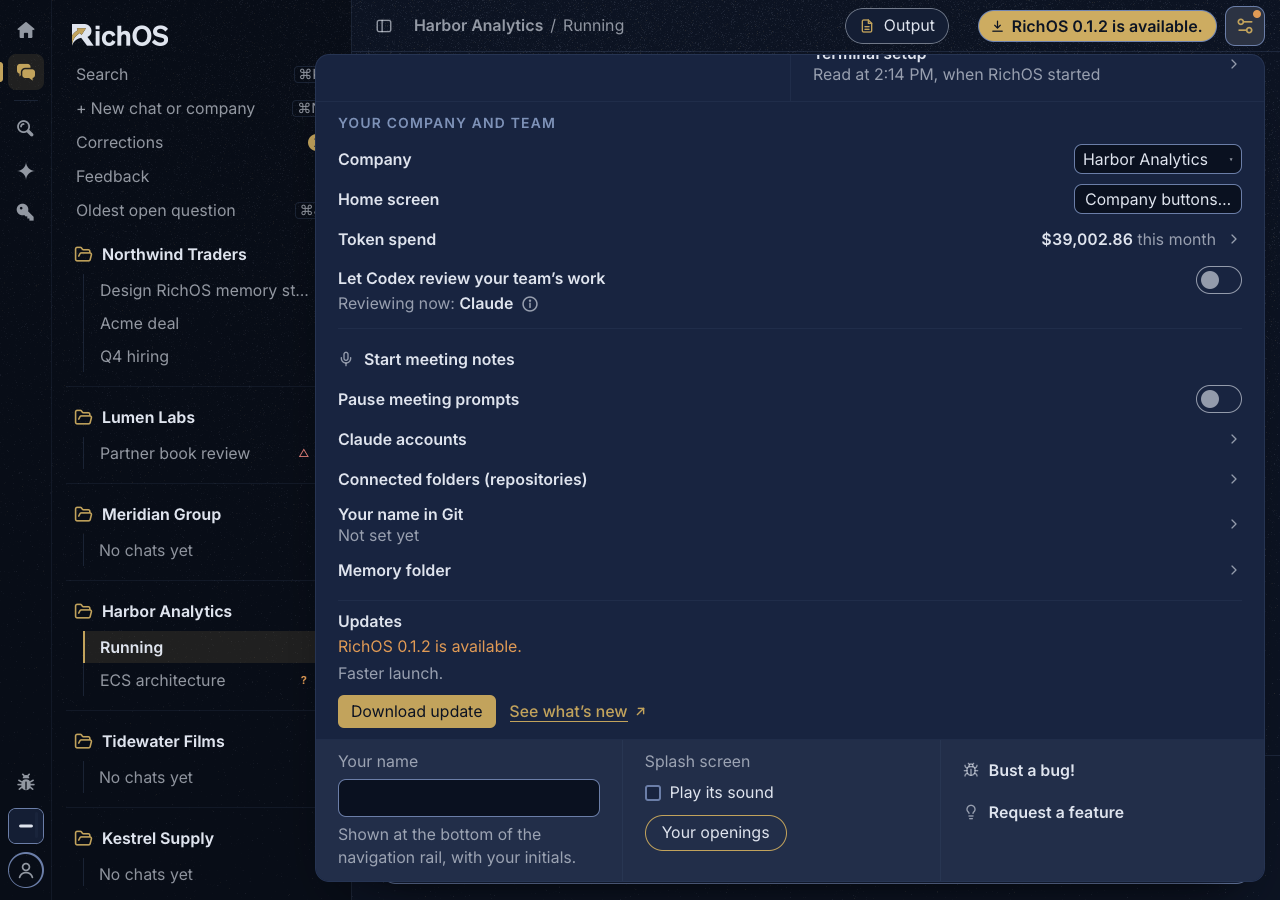 RichOS
Harbor Analytics / Running
Output
RichOS 0.1.2 is available.
Search
+ New chat or company
Corrections
Feedback
Oldest open question
Northwind Traders
Design RichOS memory st…
Acme deal
Q4 hiring
Lumen Labs
Partner book review
Meridian Group
No chats yet
Harbor Analytics
Running
ECS architecture ?
Tidewater Films
No chats yet
Kestrel Supply
No chats yet
Terminal setup
Read at 2:14 PM, when RichOS started
YOUR COMPANY AND TEAM
Company
Harbor Analytics
Home screen
Company buttons…
Token spend
$39,002.86 this month
Let Codex review your team’s work
Reviewing now: Claude
Start meeting notes
Pause meeting prompts
Claude accounts
Connected folders (repositories)
Your name in Git
Not set yet
Memory folder
Updates
RichOS 0.1.2 is available.
Faster launch.
Download update
See what’s new ↗
Your name
Shown at the bottom of the
navigation rail, with your initials.
Splash screen
Play its sound
Your openings
Bust a bug!
Request a feature